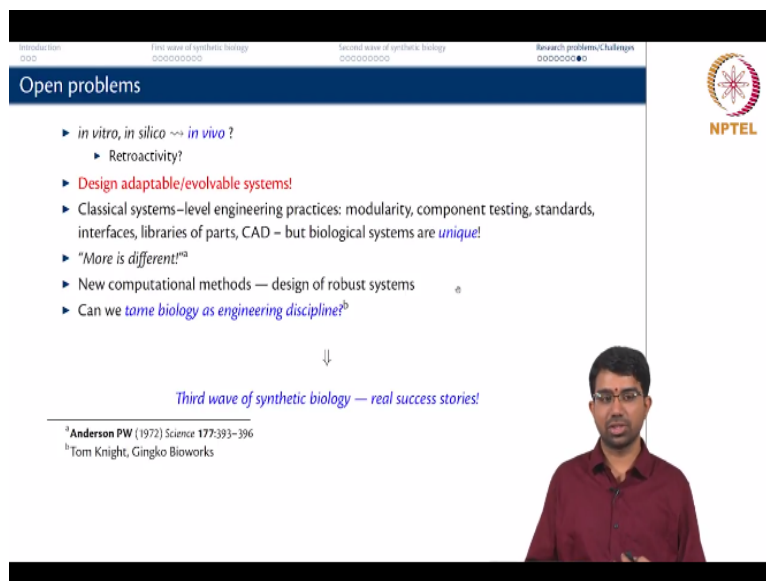 Introduction First wave of synthetic biology Second wave of synthetic biology Research problems/Challenges
Open problems
NPTEL
in vitro, in silico ⇝ in vivo ?
Retroactivity?
Design adaptable/evolvable systems!
Classical systems–level engineering practices: modularity, component testing, standards,
interfaces, libraries of parts, CAD – but biological systems are unique!
“More is different!”a
New computational methods — design of robust systems
Can we tame biology as engineering discipline?b
⇓
Third wave of synthetic biology — real success stories!
aAnderson PW (1972) Science 177:393–396
bTom Knight, Gingko Bioworks